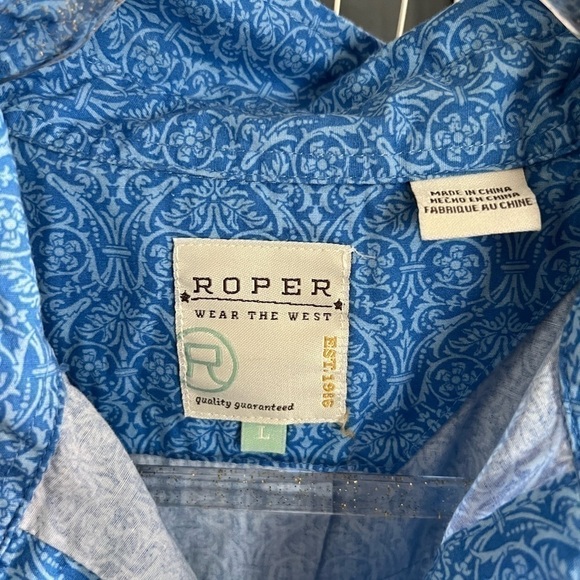 MADE IN CHINA
HECHO EN CHINA
FABRIQUE AU CHINE
ROPER
WEAR THE WEST
R
EST. 1916
quality guaranteed
L